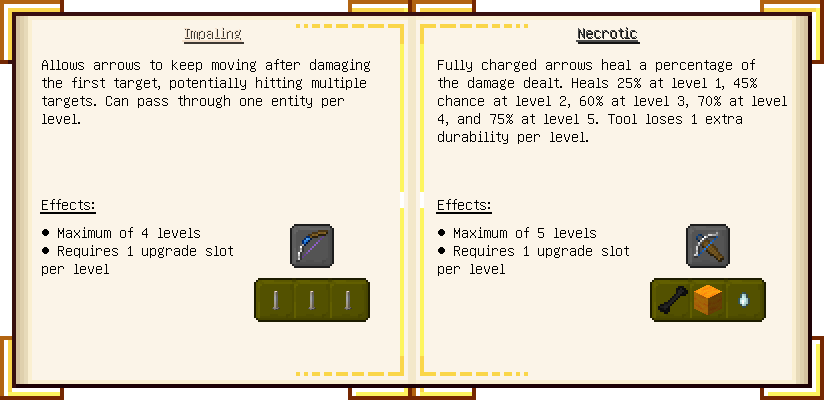 Impaling
Allows arrows to keep moving after damaging
the first target, potentially hitting multiple
targets. Can pass through one entity per
level.
Effects:
● Maximum of 4 levels
● Requires 1 upgrade slot
per level
Necrotic
Fully charged arrows heal a percentage of
the damage dealt. Heals 25% at level 1, 45%
chance at level 2, 60% at level 3, 70% at level
4, and 75% at level 5. Tool loses 1 extra
durability per level.
Effects:
● Maximum of 5 levels
● Requires 1 upgrade slot
per level